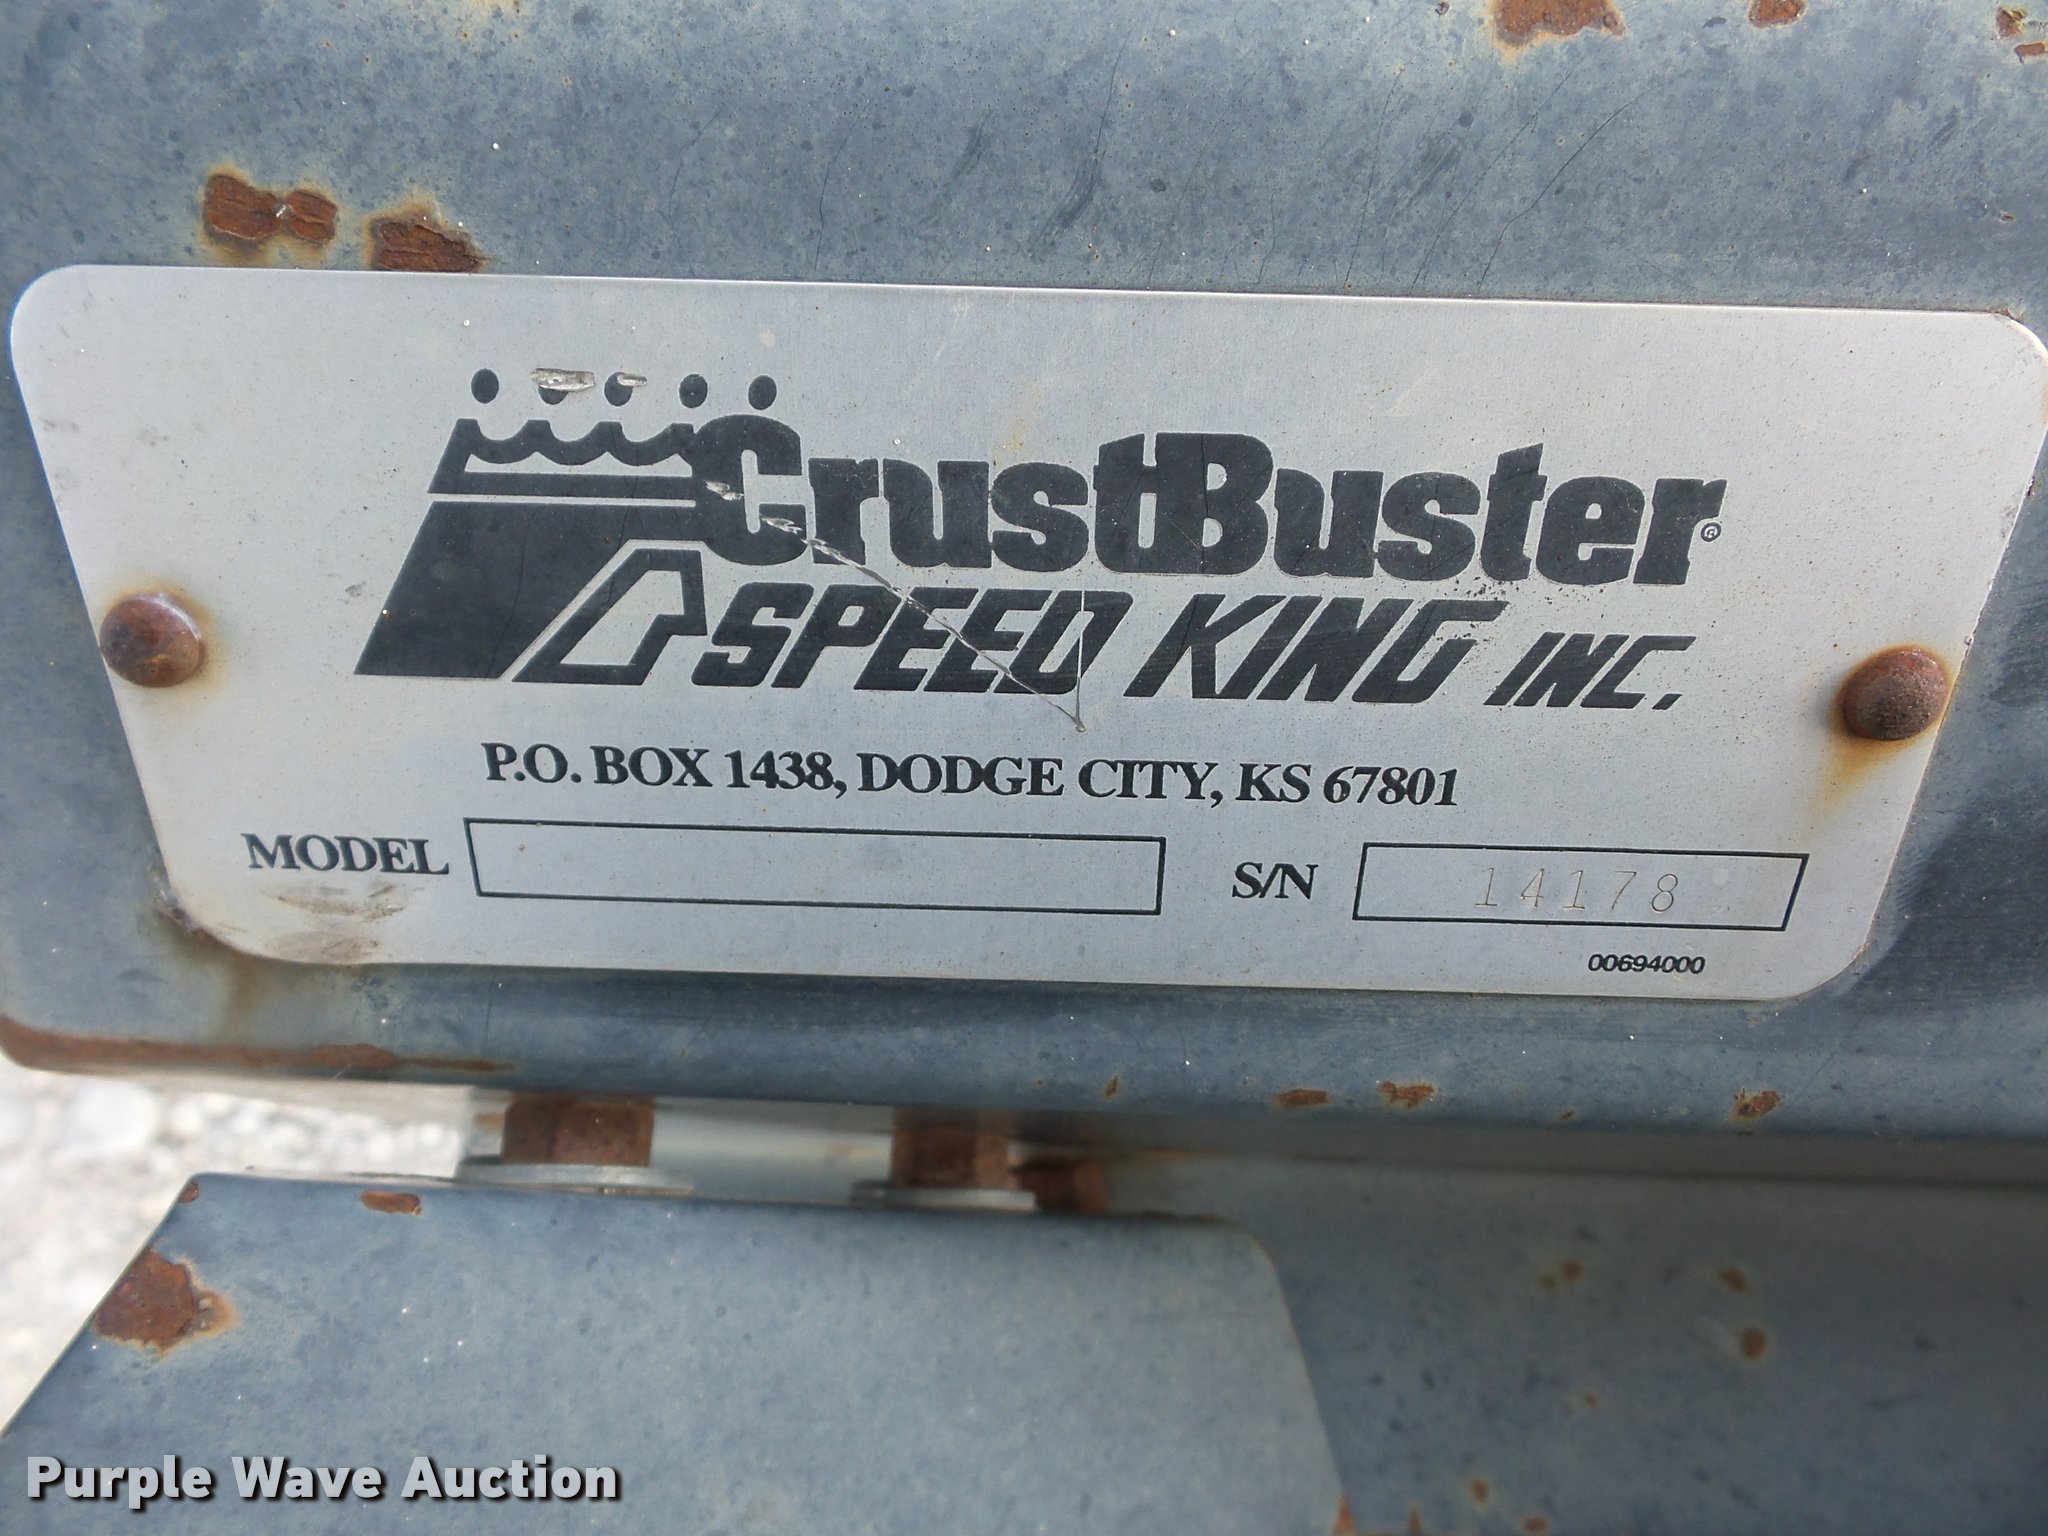 CrustBuster®
SPEED KING INC.
P.O. BOX 1438, DODGE CITY, KS 67801
MODEL
S/N 14178
00694000
Purple Wave Auction